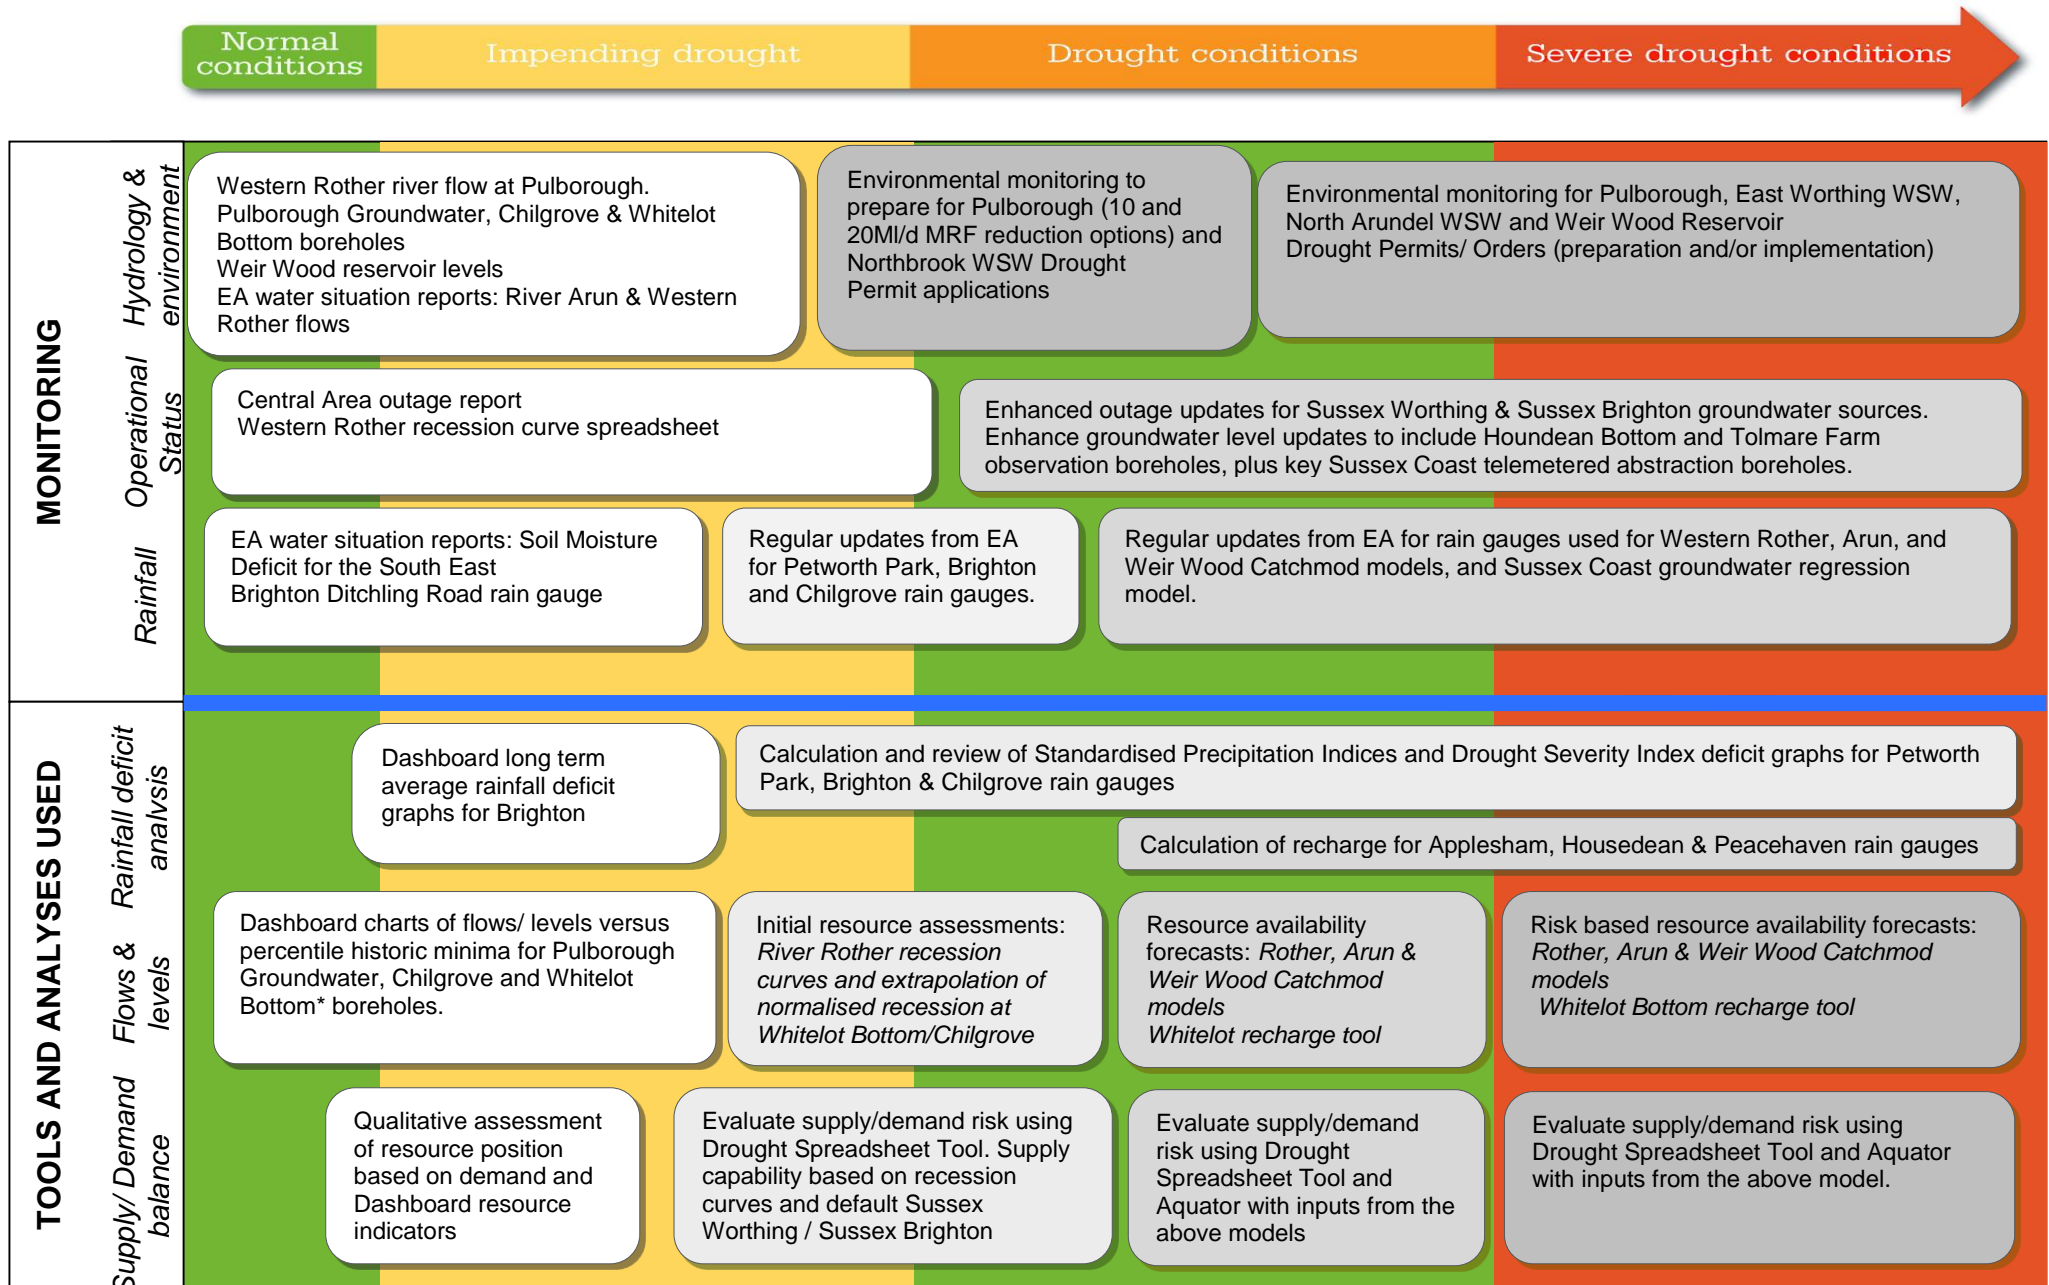 Normal
conditions
Impending drought
Drought conditions
Severe drought conditions
MONITORING
Hydrology &
environment
Western Rother river flow at Pulborough.
Pulborough Groundwater, Chilgrove & Whitelot
Bottom boreholes
Weir Wood reservoir levels
EA water situation reports: River Arun & Western
Rother flows
Environmental monitoring to
prepare for Pulborough (10 and
20Ml/d MRF reduction options) and
Northbrook WSW Drought
Permit applications
Environmental monitoring for Pulborough, East Worthing WSW,
North Arundel WSW and Weir Wood Reservoir
Drought Permits/ Orders (preparation and/or implementation)
Operational
Status
Central Area outage report
Western Rother recession curve spreadsheet
Enhanced outage updates for Sussex Worthing & Sussex Brighton groundwater sources.
Enhance groundwater level updates to include Houndean Bottom and Tolmare Farm
observation boreholes, plus key Sussex Coast telemetered abstraction boreholes.
Rainfall
EA water situation reports: Soil Moisture
Deficit for the South East
Brighton Ditchling Road rain gauge
Regular updates from EA
for Petworth Park, Brighton
and Chilgrove rain gauges.
Regular updates from EA for rain gauges used for Western Rother, Arun, and
Weir Wood Catchmod models, and Sussex Coast groundwater regression
model.
TOOLS AND ANALYSES USED
Rainfall deficit
analysis
Dashboard long term
average rainfall deficit
graphs for Brighton
Calculation and review of Standardised Precipitation Indices and Drought Severity Index deficit graphs for Petworth
Park, Brighton & Chilgrove rain gauges
Calculation of recharge for Applesham, Housedean & Peacehaven rain gauges
Flows &
levels
Dashboard charts of flows/ levels versus
percentile historic minima for Pulborough
Groundwater, Chilgrove and Whitelot
Bottom* boreholes.
Initial resource assessments:
River Rother recession
curves and extrapolation of
normalised recession at
Whitelot Bottom/Chilgrove
Resource availability
forecasts: Rother, Arun &
Weir Wood Catchmod
models
Whitelot recharge tool
Risk based resource availability forecasts:
Rother, Arun & Weir Wood Catchmod
models
Whitelot Bottom recharge tool
Supply/ Demand
balance
Qualitative assessment
of resource position
based on demand and
Dashboard resource
indicators
Evaluate supply/demand risk using
Drought Spreadsheet Tool. Supply
capability based on recession
curves and default Sussex
Worthing / Sussex Brighton
Evaluate supply/demand
risk using Drought
Spreadsheet Tool and
Aquator with inputs from the
above models
Evaluate supply/demand risk using
Drought Spreadsheet Tool and Aquator
with inputs from the above model.